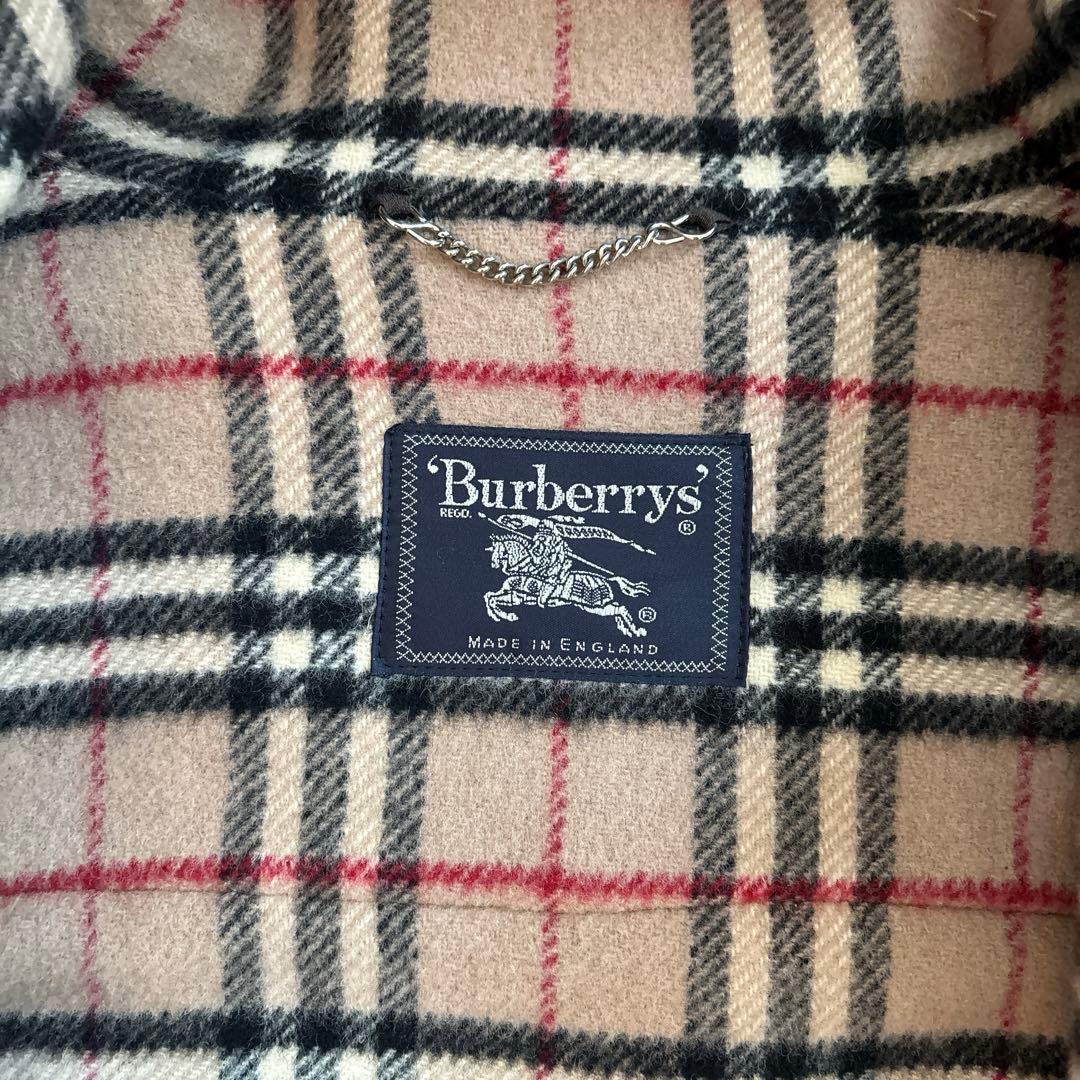 ‘Burberrys’
REGD. ®
®
MADE IN ENGLAND